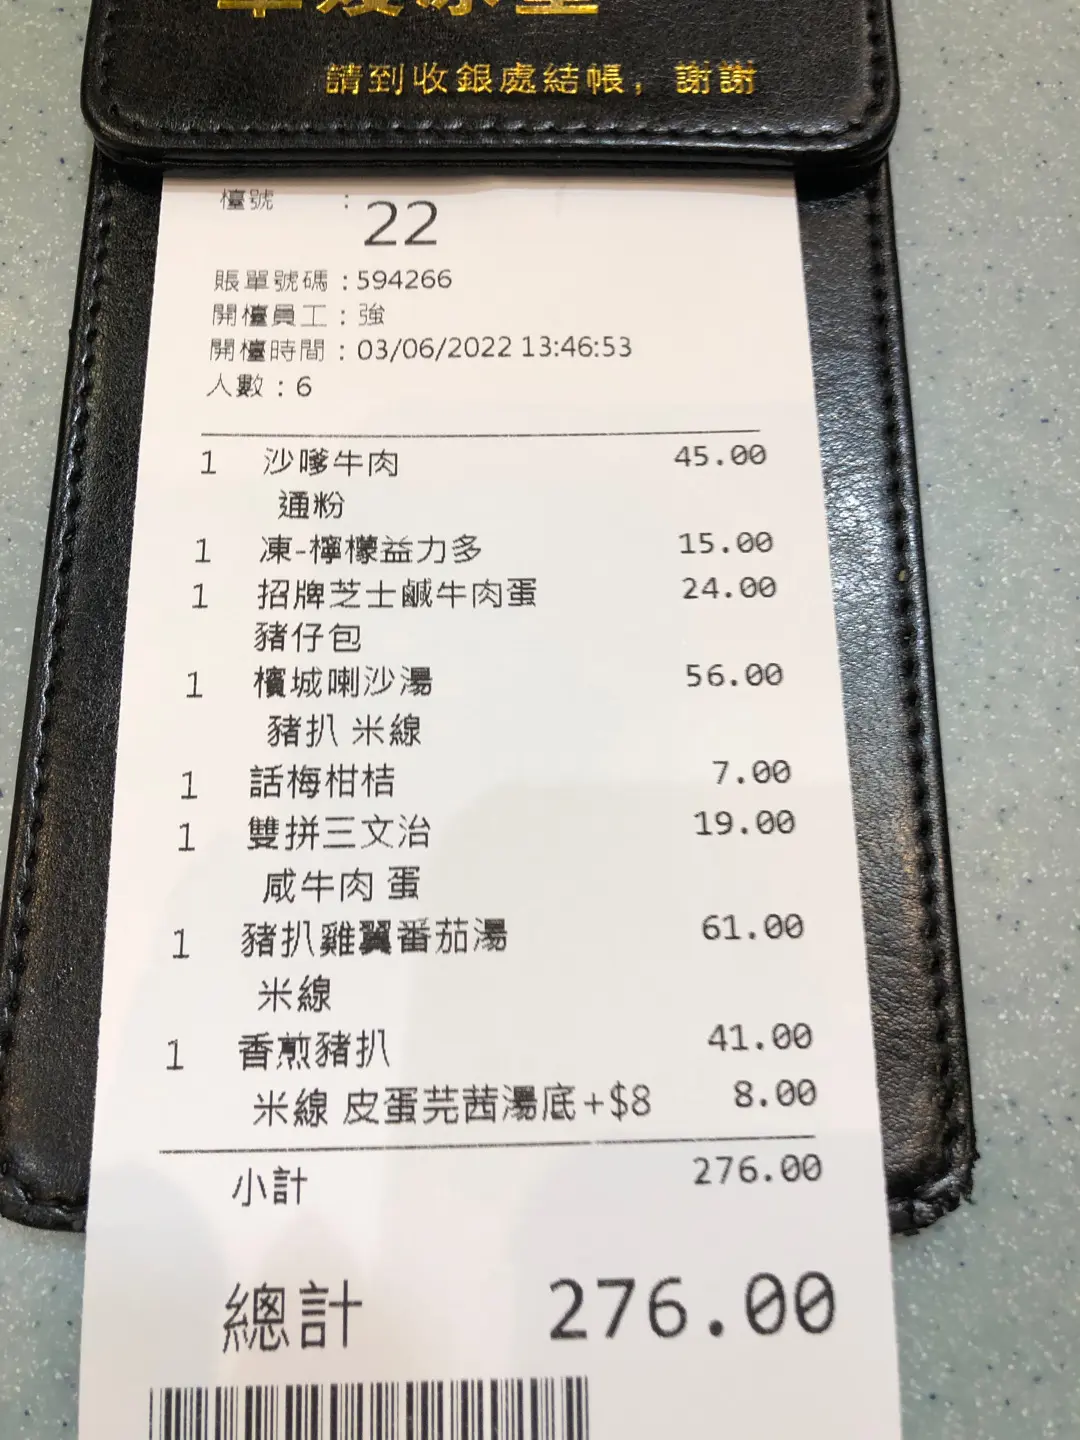 請到收銀處結帳，謝謝
檯號 : 22
賬單號碼 : 594266
開檯員工 : 強
開檯時間 : 03/06/2022 13:46:53
人數 : 6
1 沙嗲牛肉 45.00
通粉
1 凍-檸檬益力多 15.00
1 招牌芝士鹹牛肉蛋 24.00
豬仔包
1 檳城喇沙湯 56.00
豬扒 米線
1 話梅柑桔 7.00
1 雙拼三文治 19.00
咸牛肉 蛋
1 豬扒雞翼番茄湯 61.00
米線
1 香煎豬扒 41.00
米線 皮蛋芫茜湯底+$8 8.00
小計 276.00
總計 276.00